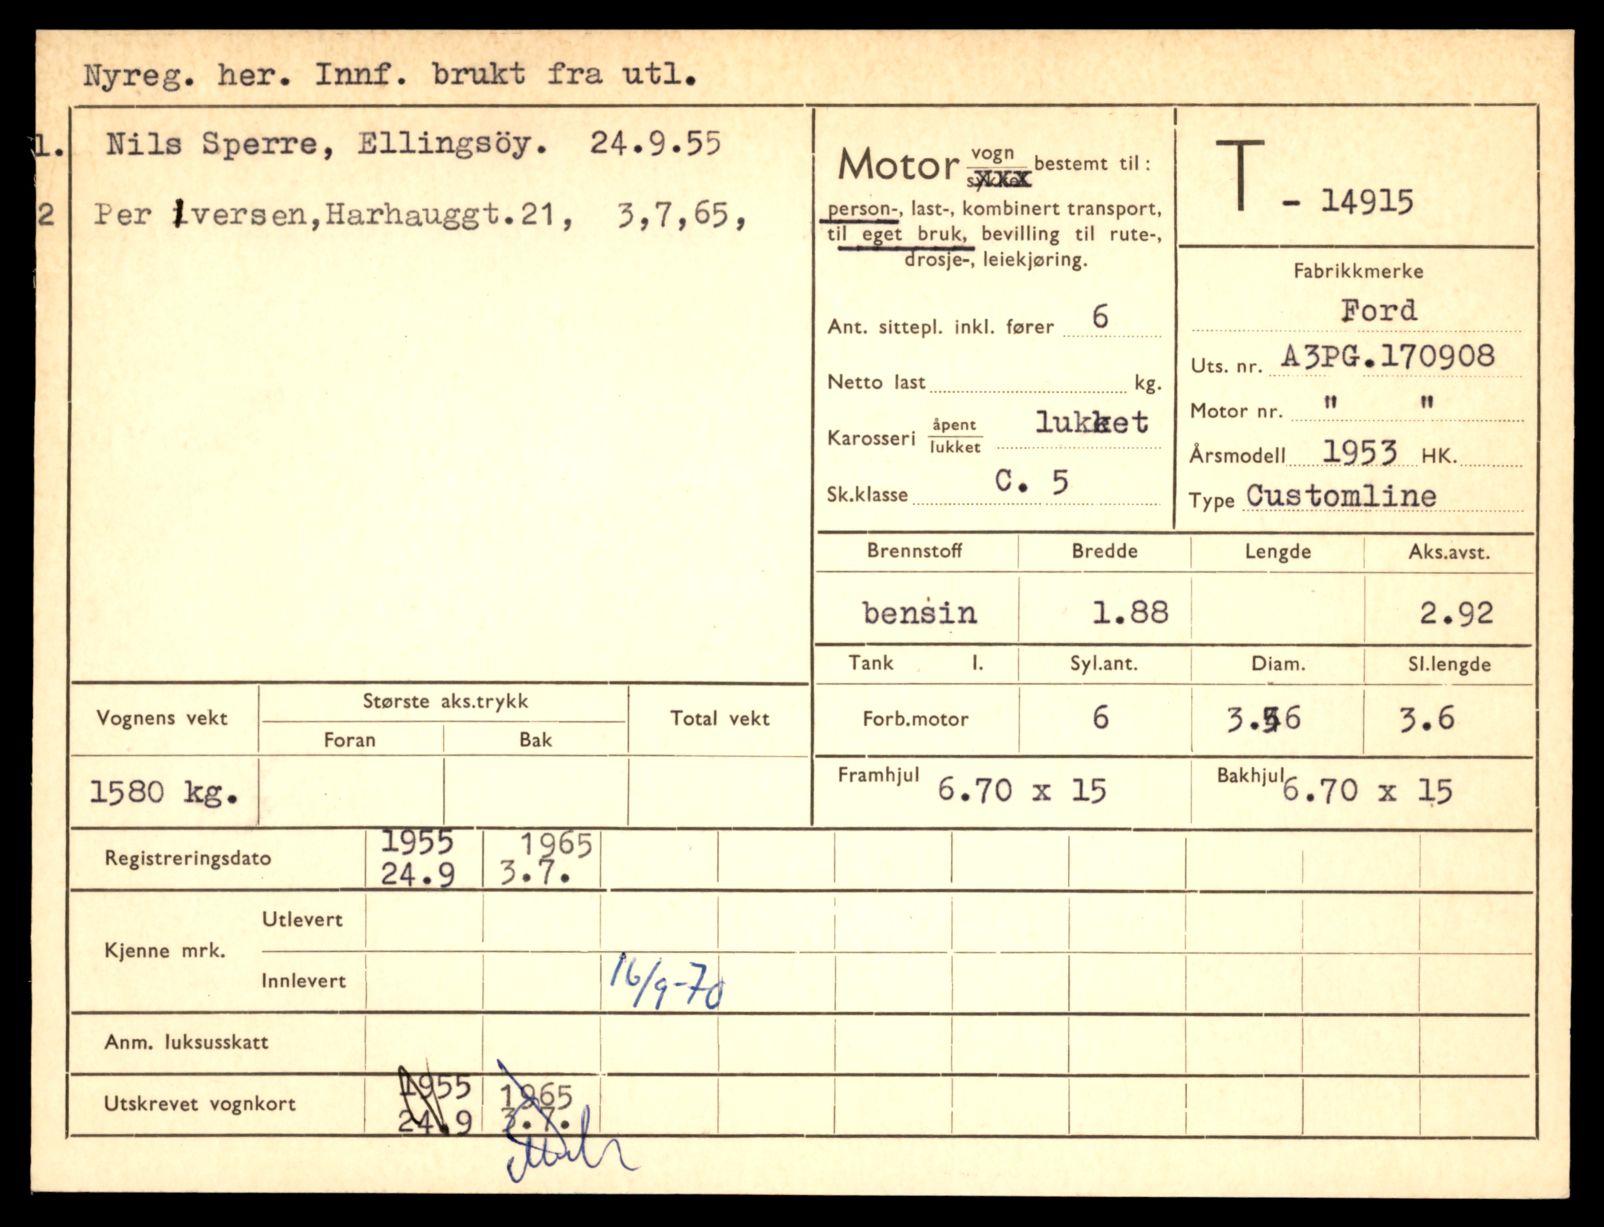 Nyreg. her. Innf. brukt fra utl.
1. Nils Sperre, Ellingsöy. 24.9.55
2 Per Iversen,Harhauggt.21, 3,7,65,
Motor vogn bestemt til:
person-, last-, kombinert transport,
til eget bruk, bevilling til rute-,
drosje-, leiekjøring.
Ant. sittepl. inkl. fører 6
Netto last kg.
Karosseri åpent lukket lukket
Sk.klasse C. 5
T - 14915
Fabrikkmerke
Ford
Uts. nr. A3PG.170908
Motor nr. " "
Årsmodell 1953 HK.
Type Customline
Brennstoff Bredde Lengde Aks.avst.
bensin 1.88 2.92
Tank l. Syl.ant. Diam. Sl.lengde
Forb.motor 6 3.56 3.6
Framhjul 6.70 x 15 Bakhjul 6.70 x 15
Vognens vekt Største aks.trykk Total vekt
Foran Bak
1580 kg.
Registreringsdato 1955 1965
24.9 3.7.
Kjenne mrk. Utlevert
Innlevert 16/9-70
Anm. luksusskatt
Utskrevet vognkort 1955 1965
24.9 3.7.